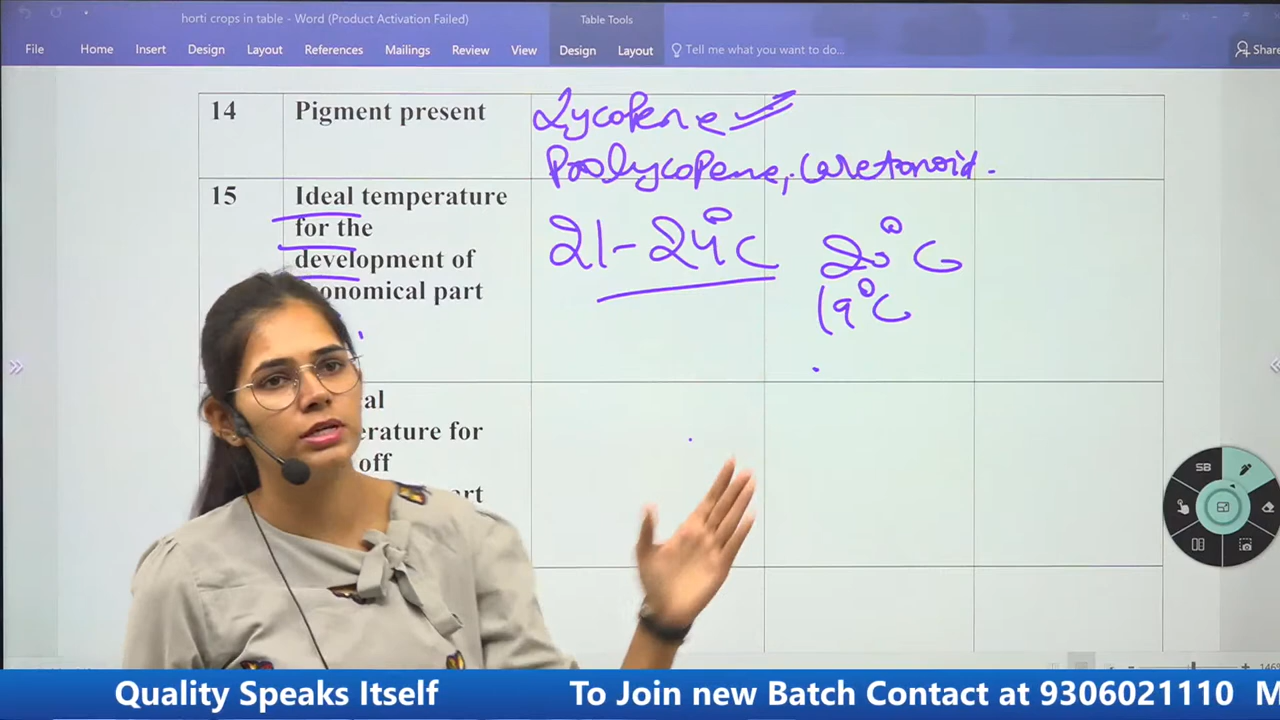 horti crops in table - Word (Product Activation Failed)
Table Tools
File Home Insert Design Layout References Mailings Review View Design Layout Tell me what you want to do... Share
14 Pigment present Lycopene
Prolycopene, Caretonoid.
15 Ideal temperature for the development of onomical part
21-24°C 20°C
19°C
al
erature for
off
art
SB
146
Quality Speaks Itself To Join new Batch Contact at 9306021110 M